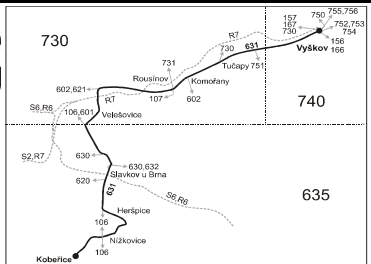 730
740
635
750
755,756
752,753
754
157
167
730
156
166
Vyškov
R7
731
730
631
Rousínov
Komořany
Tučapy
751
602,621
R7
107
602
106,601
Velešovice
S6,R6
S2,R7
630
630,632
Slavkov u Brna
620
631
S6,R6
Heršpice
106
Nížkovice
106
Kobeřice